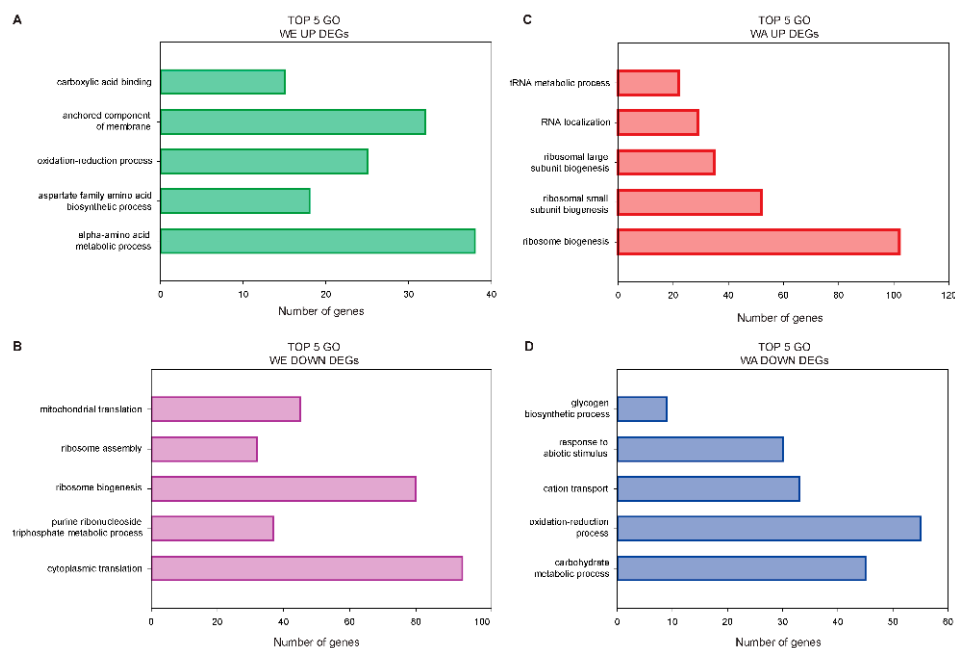 A
TOP 5 GO
WE UP DEGs
carboxylic acid binding
anchored component
of membrane
oxidation-reduction process
aspartate family amino acid
biosynthetic process
alpha-amino acid
metabolic process
0 10 20 30 40
Number of genes
C
TOP 5 GO
WA UP DEGs
tRNA metabolic process
RNA localization
ribosomal large
subunit biogenesis
ribosomal small
subunit biogenesis
ribosome biogenesis
0 20 40 60 80 100 120
Number of genes
B
TOP 5 GO
WE DOWN DEGs
mitochondrial translation
ribosome assembly
ribosome biogenesis
purine ribonucleoside
triphosphate metabolic process
cytoplasmic translation
0 20 40 60 80 100
Number of genes
D
TOP 5 GO
WA DOWN DEGs
glycogen
biosynthetic process
response to
abiotic stimulus
cation transport
oxidation-reduction
process
carbohydrate
metabolic process
0 10 20 30 40 50 60
Number of genes